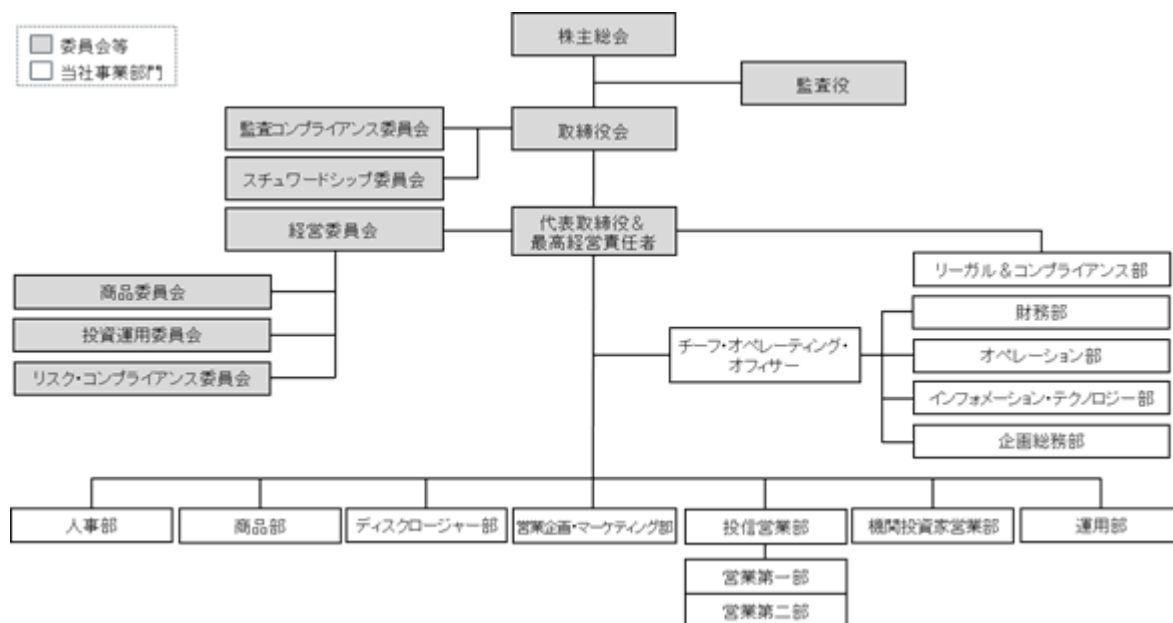 委員会等
当社事業部門
株主総会
監査役
監査コンプライアンス委員会
取締役会
スチュワードシップ委員会
経営委員会
代表取締役&
最高経営責任者
リーガル&コンプライアンス部
商品委員会
財務部
投資運用委員会
チーフ・オペレーティング・
オフィサー
オペレーション部
リスク・コンプライアンス委員会
インフォメーション・テクノロジー部
企画総務部
人事部
商品部
ディスクロージャー部
営業企画・マーケティング部
投信営業部
機関投資家営業部
運用部
営業第一部
営業第二部